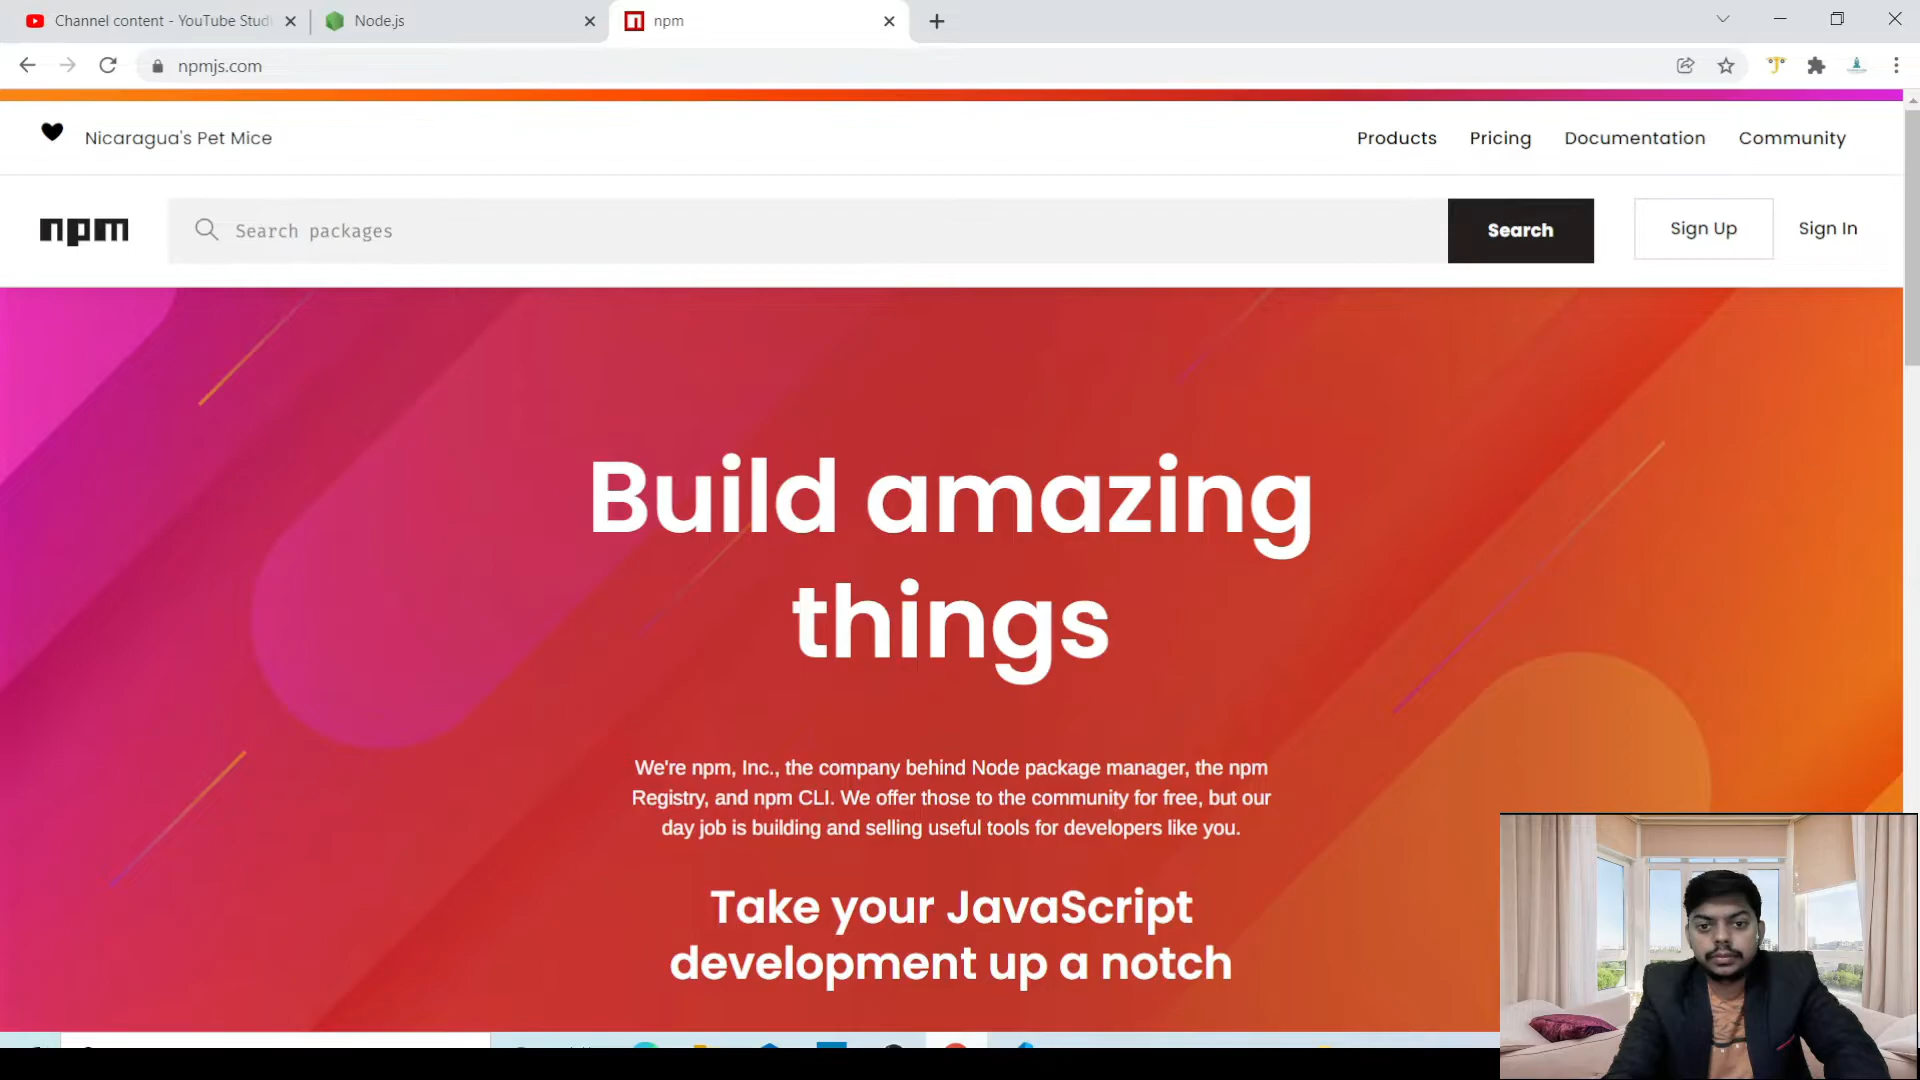 Channel content - YouTube Stud
Node.js
npm
npmjs.com
Nicaragua's Pet Mice
Products
Pricing
Documentation
Community
npm
Search packages
Search
Sign Up
Sign In
Build amazing
things
We're npm, Inc., the company behind Node package manager, the npm
Registry, and npm CLI. We offer those to the community for free, but our
day job is building and selling useful tools for developers like you.
Take your JavaScript
development up a notch